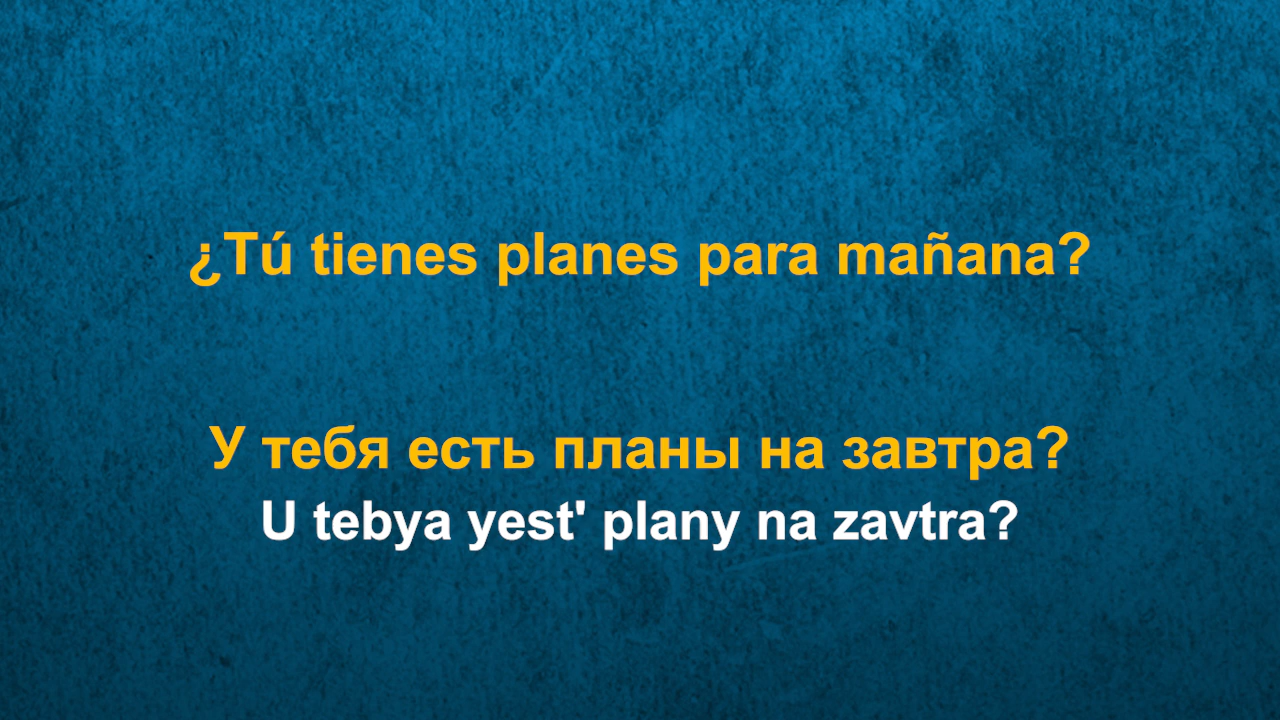 ¿Tú tienes planes para mañana?
У тебя есть планы на завтра?
U tebya yest' plany na zavtra?